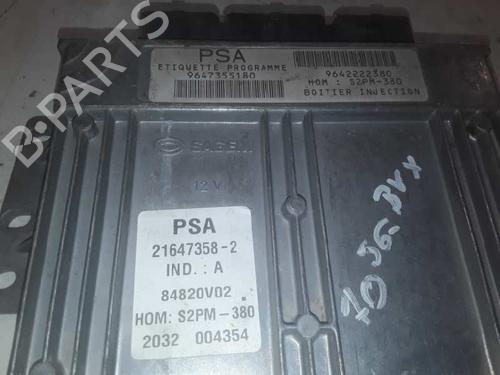 PSA
ETIQUETTE PROGRAMME
9647355180
9642222380
HOM : S2PM-380
BOITIER INJECTION
B-PARTS
SAGEM
12 V
PSA
21647358-2
IND. : A
84820V02
HOM: S2PM-380
2032 004354